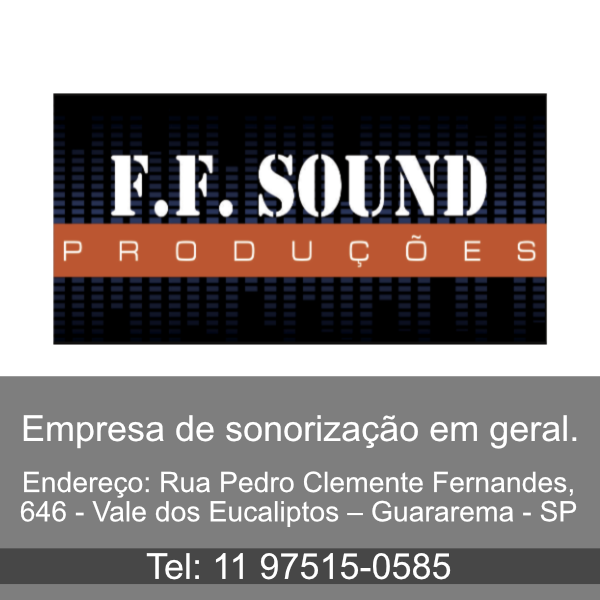 F.F. SOUND
PRODUÇÕES
Empresa de sonorização em geral.
Endereço: Rua Pedro Clemente Fernandes,
646 - Vale dos Eucaliptos – Guararema - SP
Tel: 11 97515-0585